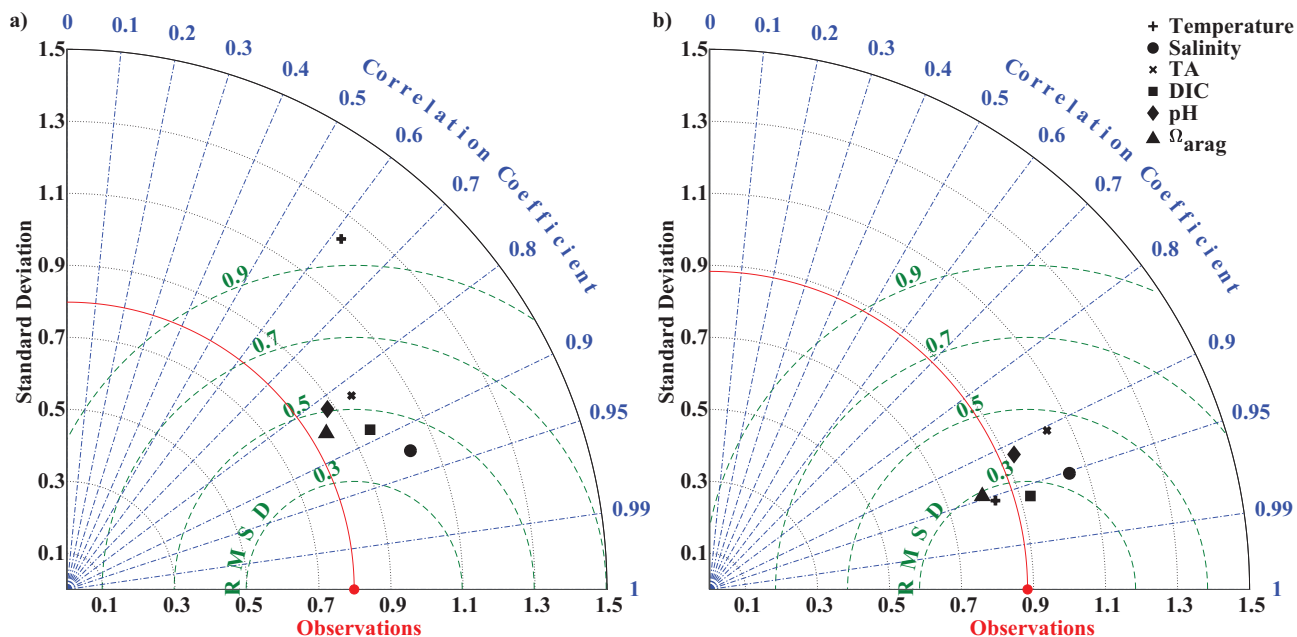 a)
0
0.1
0.2
0.3
0.4
0.5
0.6
0.7
0.8
0.9
0.95
0.99
1
Correlation Coefficient
Standard Deviation
1.5
1.3
1.1
0.9
0.7
0.5
0.3
0.1
0.9
0.7
0.5
0.3
RMSD
0.1 0.3 0.5 0.7 0.9 1.1 1.3 1.5
Observations
b)
0
0.1
0.2
0.3
0.4
0.5
0.6
0.7
0.8
0.9
0.95
0.99
1
Correlation Coefficient
Standard Deviation
1.5
1.3
1.1
0.9
0.7
0.5
0.3
0.1
0.9
0.7
0.5
0.3
RMSD
0.1 0.3 0.5 0.7 0.9 1.1 1.3 1.5
Observations
Temperature
Salinity
TA
DIC
pH
Ωarag